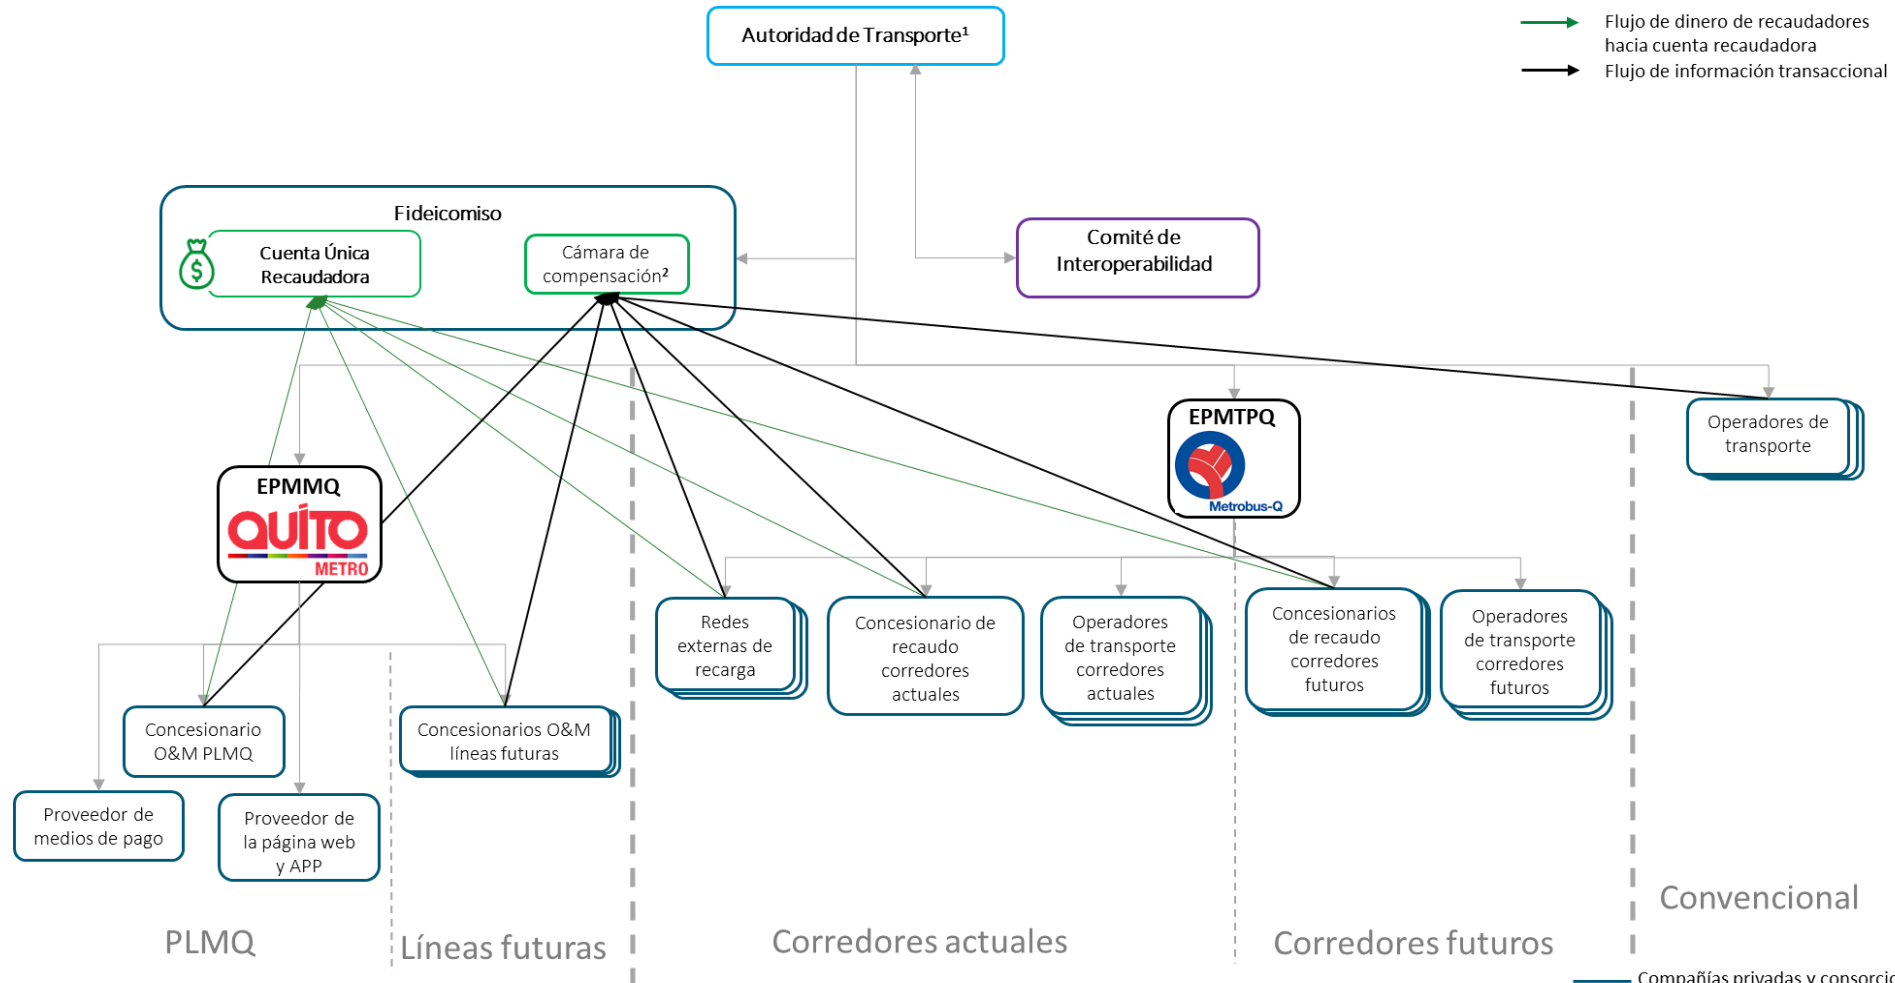 Autoridad de Transporte¹
Flujo de dinero de recaudadores
hacia cuenta recaudadora
Flujo de información transaccional
Fideicomiso
Cuenta Única
Recaudadora
$
Cámara de
compensación²
Comité de
Interoperabilidad
EPMMQ
QUITO
METRO
EPMTPQ
Metrobus-Q
Operadores de
transporte
Redes
externas de
recarga
Concesionario de
recaudo
corredores
actuales
Operadores
de transporte
corredores
actuales
Concesionarios
de recaudo
corredores
futuros
Operadores
de transporte
corredores
futuros
Concesionario
O&M PLMQ
Concesionarios O&M
líneas futuras
Proveedor de
medios de pago
Proveedor de
la página web
y APP
PLMQ
Líneas futuras
Corredores actuales
Corredores futuros
Convencional
Compañías privadas y consorcio